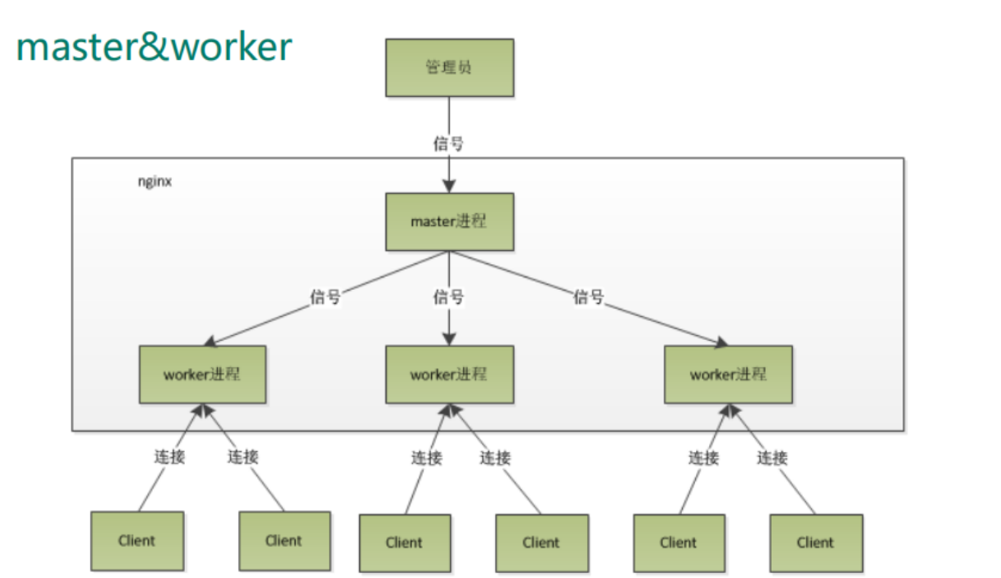 master&worker
管理员
信号
nginx
master进程
信号 信号 信号
worker进程 worker进程 worker进程
连接 连接 连接 连接 连接 连接
Client Client Client Client Client Client